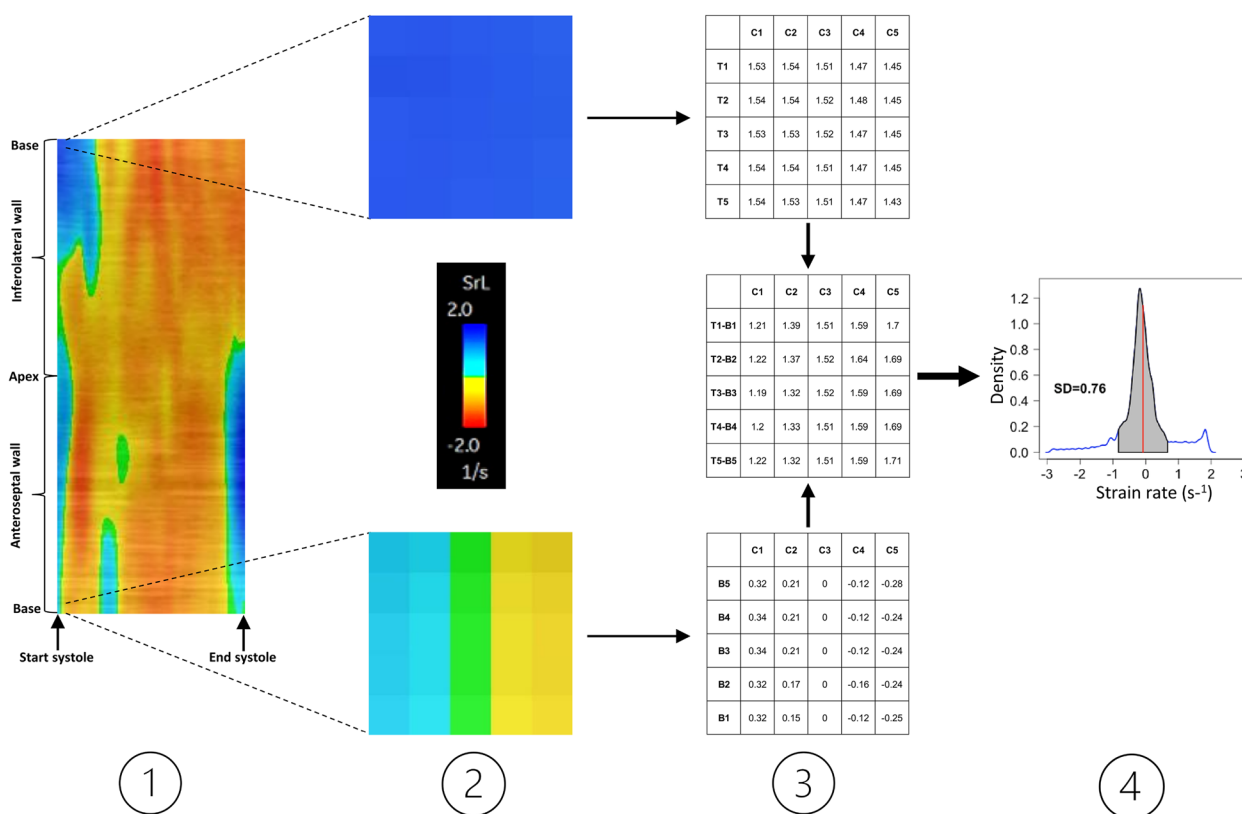 Base
Inferolateral wall
Apex
Anteroseptal wall
Base
Start systole
End systole
SrL
2.0
-2.0
1/s
C1 C2 C3 C4 C5
T1 1.53 1.54 1.51 1.47 1.45
T2 1.54 1.54 1.52 1.48 1.45
T3 1.53 1.53 1.52 1.47 1.45
T4 1.54 1.54 1.51 1.47 1.45
T5 1.54 1.53 1.51 1.47 1.43
C1 C2 C3 C4 C5
T1-B1 1.21 1.39 1.51 1.59 1.7
T2-B2 1.22 1.37 1.52 1.64 1.69
T3-B3 1.19 1.32 1.52 1.59 1.69
T4-B4 1.2 1.33 1.51 1.59 1.69
T5-B5 1.22 1.32 1.51 1.59 1.71
C1 C2 C3 C4 C5
B5 0.32 0.21 0 -0.12 -0.28
B4 0.34 0.21 0 -0.12 -0.24
B3 0.34 0.21 0 -0.12 -0.24
B2 0.32 0.17 0 -0.16 -0.24
B1 0.32 0.15 0 -0.12 -0.25
Density
1.2
1.0
0.8
0.6
0.4
0.2
0.0
SD=0.76
-3 -2 -1 0 1 2 3
Strain rate (s-1)
1 2 3 4